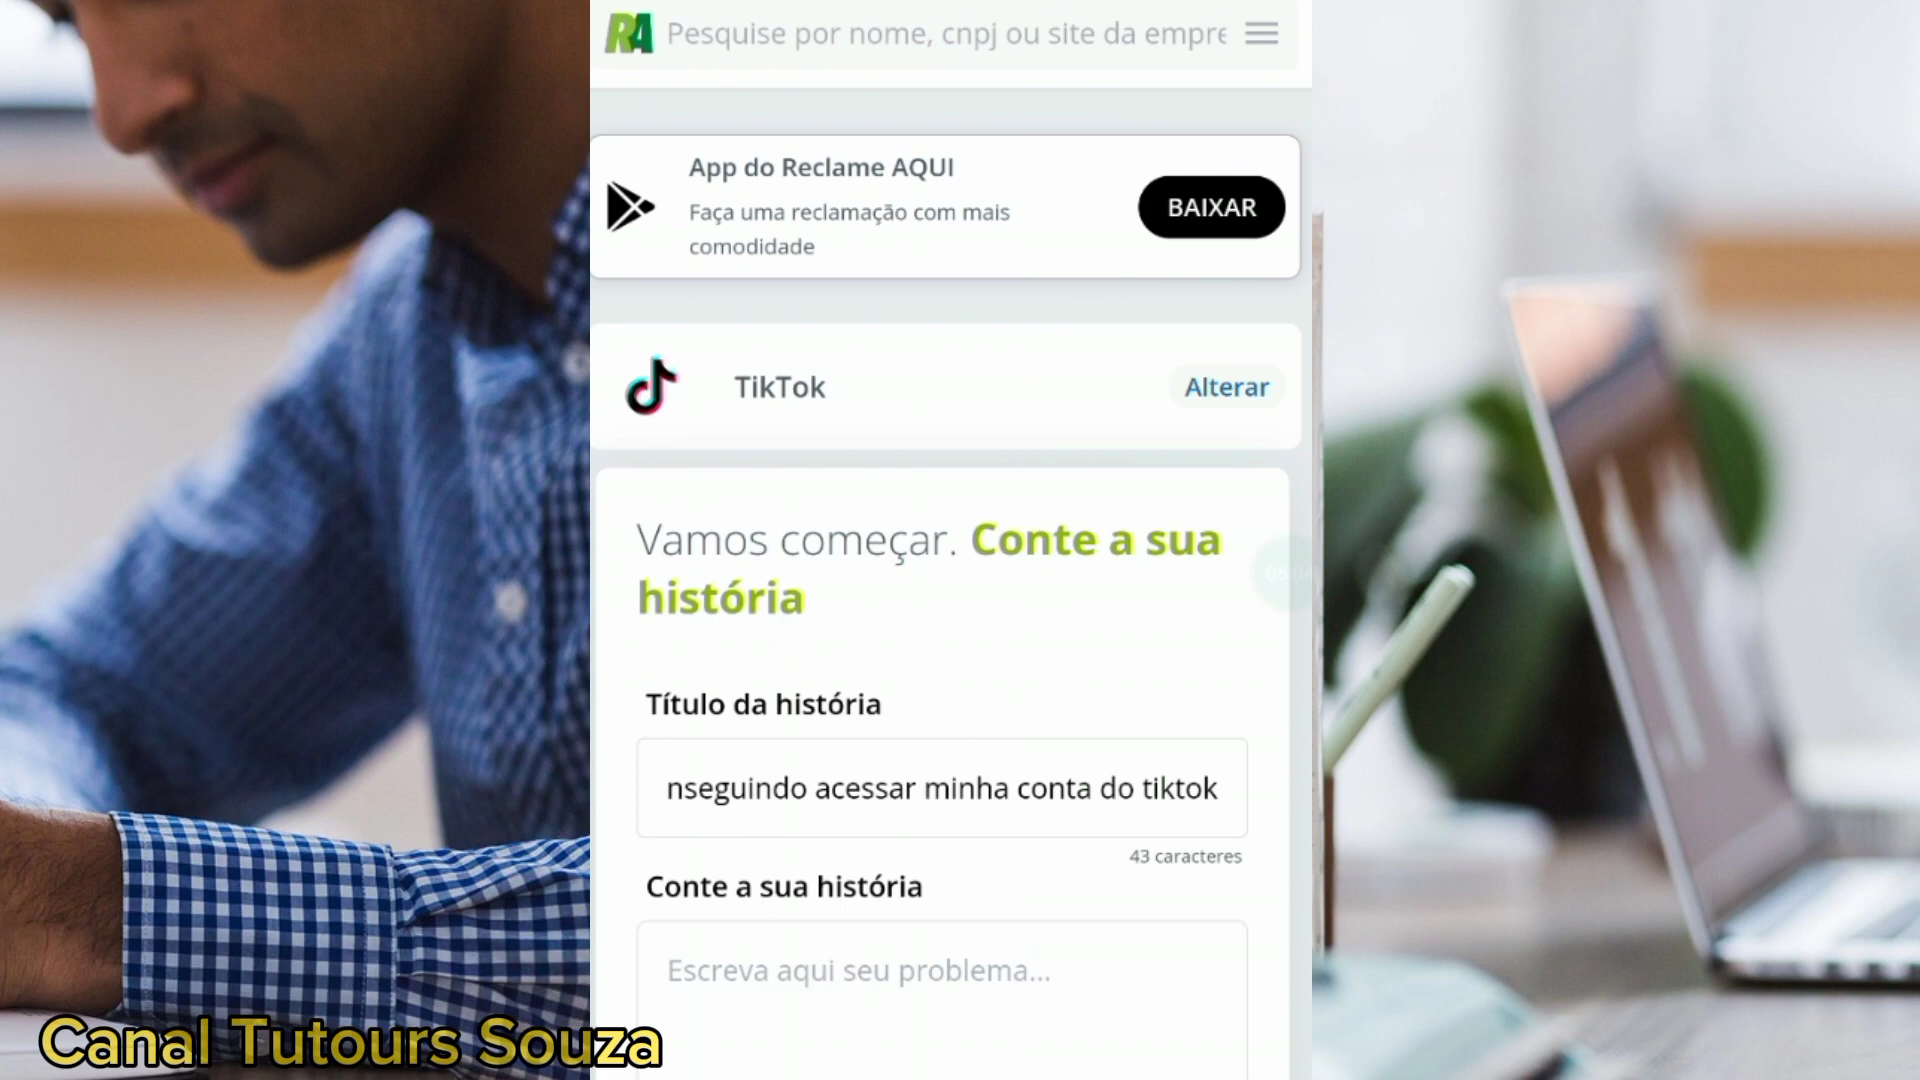 RA Pesquise por nome, cnpj ou site da empre
App do Reclame AQUI
Faça uma reclamação com mais
comodidade
BAIXAR
TikTok
Alterar
Vamos começar. Conte a sua
história
Título da história
nseguindo acessar minha conta do tiktok
43 caracteres
Conte a sua história
Escreva aqui seu problema...
Canal Tutours Souza